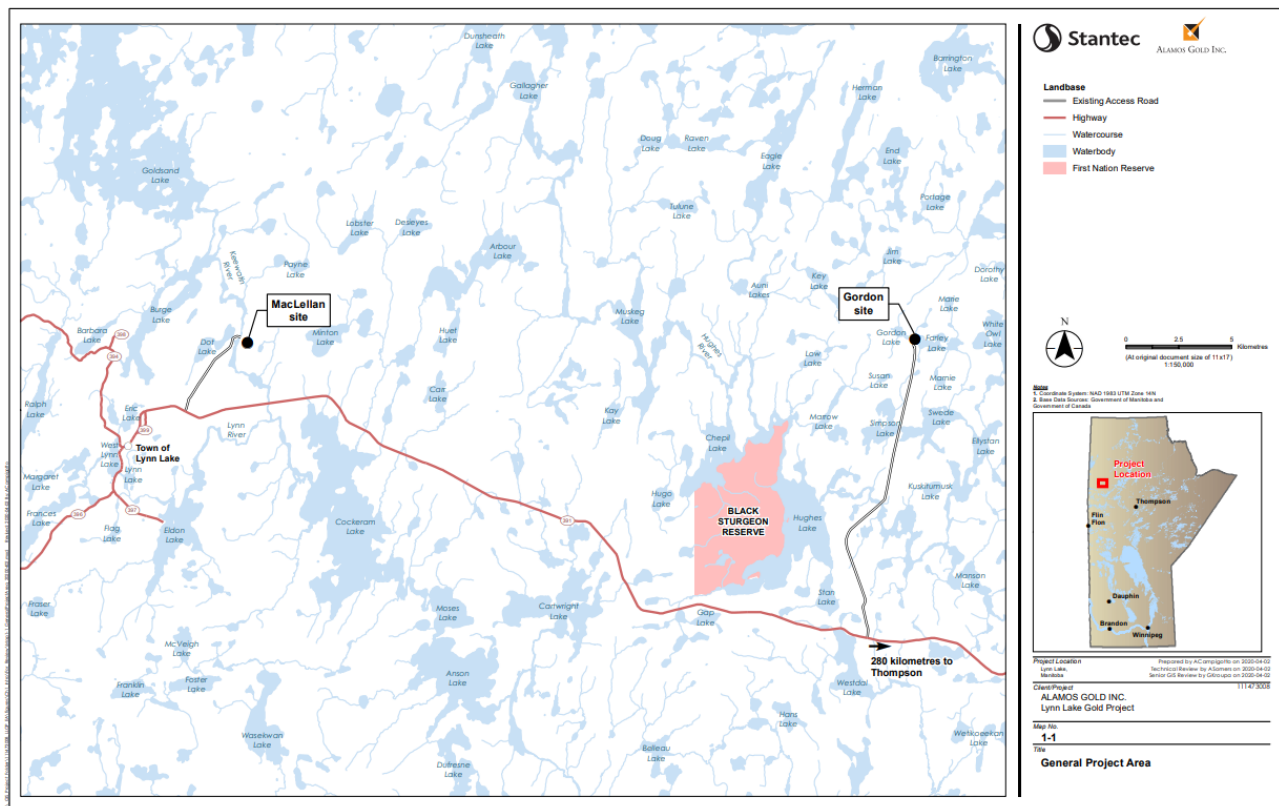 Dunsheath
Lake
Barrington
Lake
Gallagher
Lake
Herman
Lake
Doug
Lake
Raven
Lake
Eagle
Lake
End
Lake
Goldsand
Lake
Portage
Lake
Tulune
Lake
Lobster
Lake
Desieyes
Lake
Arbour
Lake
Jim
Lake
Keewatin
River
Payne
Lake
Key
Lake
Dorothy
Lake
Auni
Lakes
MacLellan
site
Gordon
site
Burge
Lake
Muskeg
Lake
Marie
Lake
White
Owl
Lake
Barbara
Lake
398
394
Dot
Lake
Minton
Lake
Huet
Lake
Hughes
River
Gordon
Lake
Farley
Lake
Low
Lake
Susan
Lake
Marnie
Lake
Carr
Lake
Ralph
Lake
Eric
Lake
399
Kay
Lake
Marrow
Lake
Simpson
Lake
Swede
Lake
Lynn
River
Town of
Lynn Lake
West
Lynn
Lake
Lynn
Lake
Chepil
Lake
Ellystan
Lake
Margaret
Lake
Hugo
Lake
Kusiutumusk
Lake
Frances
Lake
396
397
Flag
Lake
Eldon
Lake
Cockeram
Lake
391
BLACK
STURGEON
RESERVE
Hughes
Lake
Fraser
Lake
Moses
Lake
Cartwright
Lake
Gap
Lake
Stan
Lake
Manson
Lake
McVeigh
Lake
280 kilometres to
Thompson
Franklin
Lake
Foster
Lake
Anson
Lake
Westdal
Lake
Wasekwan
Lake
Hans
Lake
Wetikoeekan
Lake
Dufresne
Lake
Boileau
Lake
Stantec
ALAMOS GOLD INC.
Landbase
Existing Access Road
Highway
Watercourse
Waterbody
First Nation Reserve
N
0 2.5 5
Kilometres
(At original document size of 11x17)
1:150,000
Notes
1. Coordinate System: NAD 1983 UTM Zone 14N
2. Base Data Sources: Government of Manitoba and
Government of Canada
Project
Location
Thompson
Flin
Flon
Dauphin
Brandon
Winnipeg
Project Location
Lynn Lake,
Manitoba
Prepared by ACampigotto on 2020-04-02
Technical Review by ASomers on 2020-04-02
Senior GIS Review by GGroupa on 2020-04-02
Client/Project
111473008
ALAMOS GOLD INC.
Lynn Lake Gold Project
Map No.
1-1
Title
General Project Area